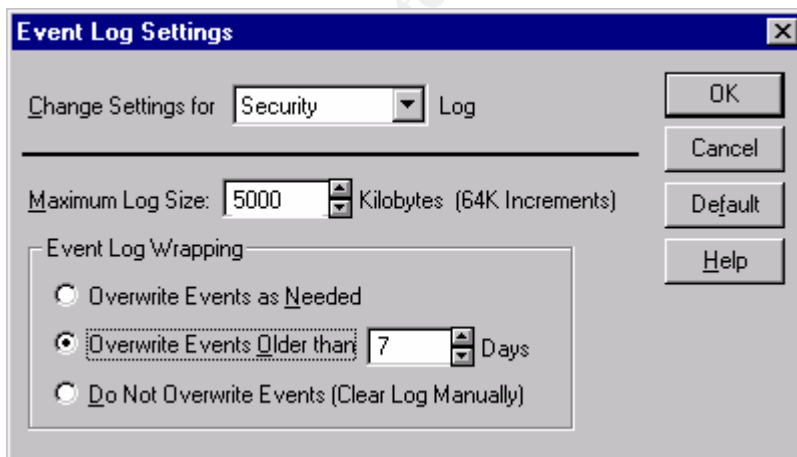 Event Log Settings
Change Settings for Security Log
OK
Cancel
Maximum Log Size: 5000 Kilobytes (64K Increments)
Default
Event Log Wrapping
Help
Overwrite Events as Needed
Overwrite Events Older than 7 Days
Do Not Overwrite Events (Clear Log Manually)